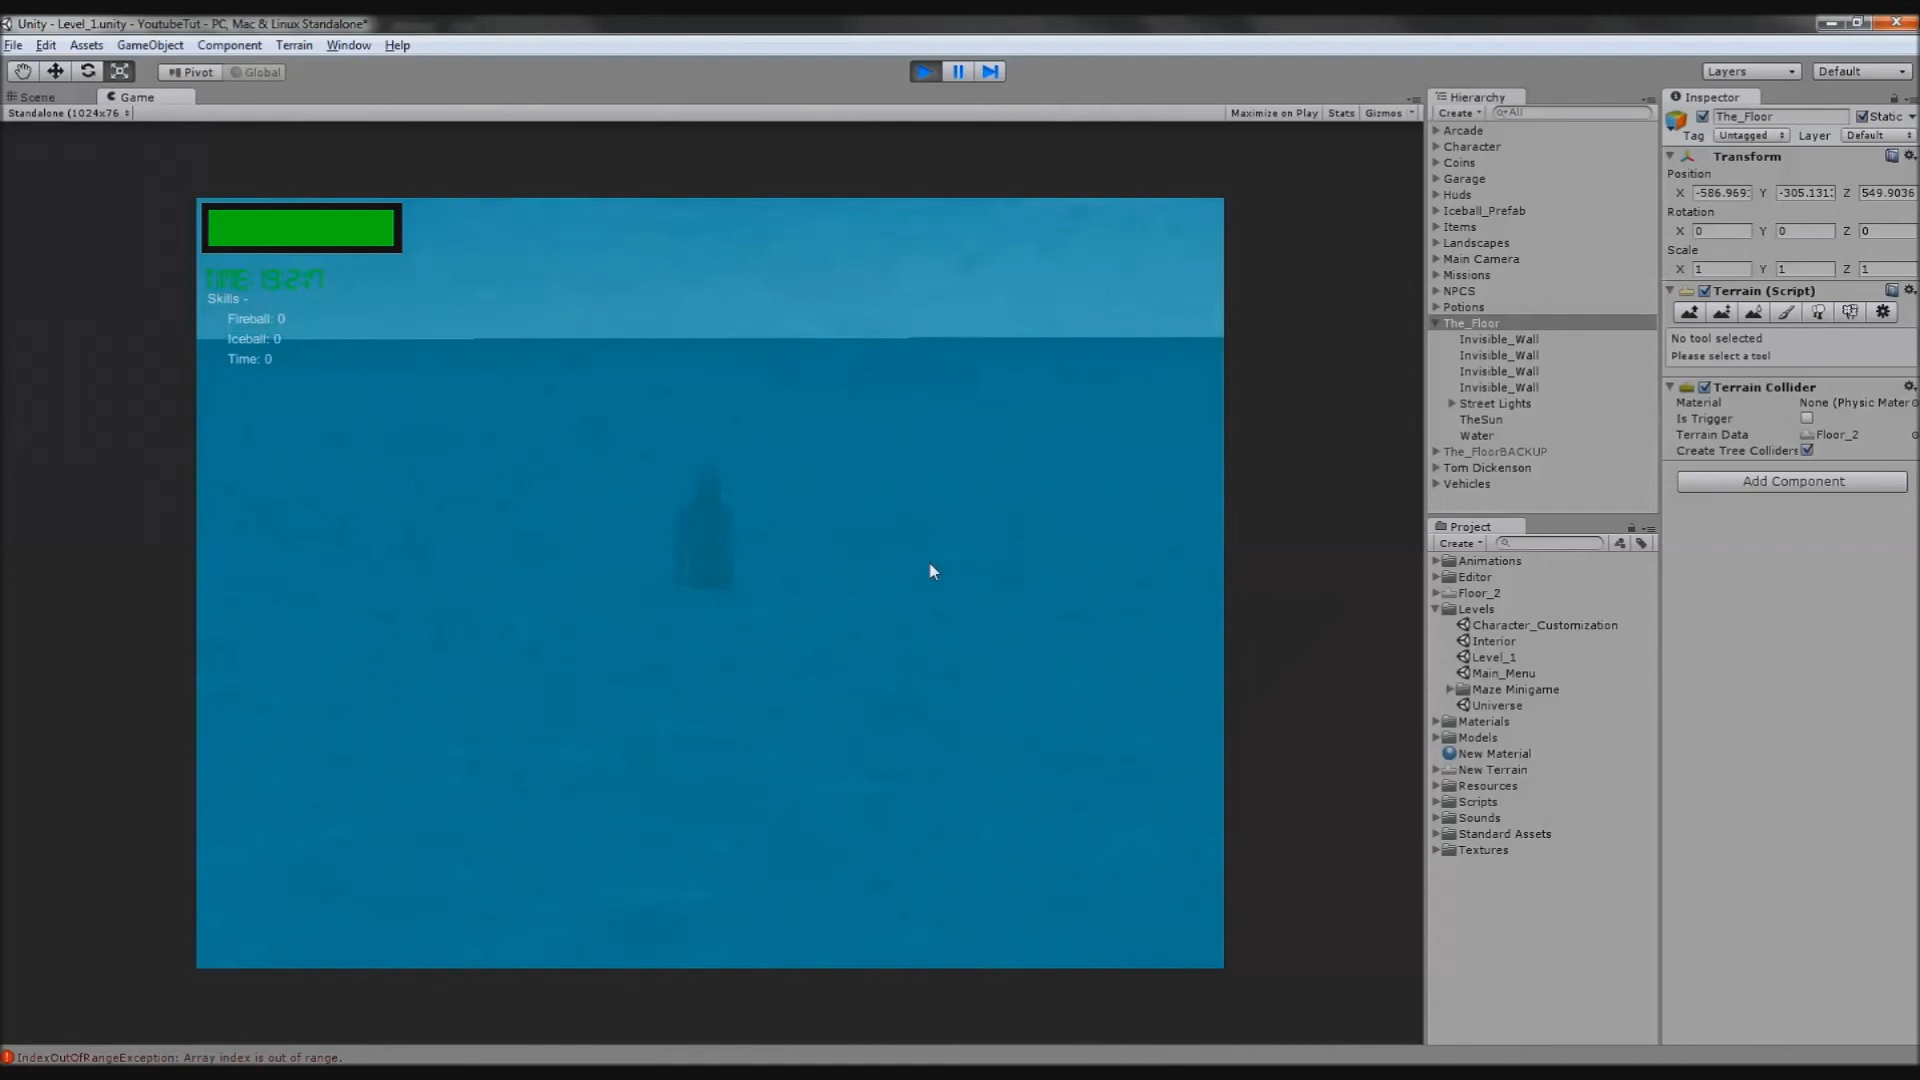 Unity - Level_1.unity - YoutubeTut - PC, Mac & Linux Standalone*
File Edit Assets GameObject Component Terrain Window Help
Pivot Global
Layers Default
Scene Game
Standalone (1024x76
Maximize on Play Stats Gizmos
TIME: 19:2:17
Skills -
Fireball: 0
Iceball: 0
Time: 0
Hierarchy
Create All
Arcade
Character
Coins
Garage
Huds
Iceball_Prefab
Items
Landscapes
Main Camera
Missions
NPCS
Potions
The_Floor
Invisible_Wall
Invisible_Wall
Invisible_Wall
Invisible_Wall
Street Lights
TheSun
Water
The_FloorBACKUP
Tom Dickenson
Vehicles
Project
Create
Animations
Editor
Floor_2
Levels
Character_Customization
Interior
Level_1
Main_Menu
Maze Minigame
Universe
Materials
Models
New Material
New Terrain
Resources
Scripts
Sounds
Standard Assets
Textures
Inspector
The_Floor Static
Tag Untagged Layer Default
Transform
Position
X -586.969 Y -305.131 Z 549.9036
Rotation
X 0 Y 0 Z 0
Scale
X 1 Y 1 Z 1
Terrain (Script)
No tool selected
Please select a tool
Terrain Collider
Material None (Physic Mater
Is Trigger
Terrain Data Floor_2
Create Tree Colliders
Add Component
IndexOutOfRangeException: Array index is out of range.